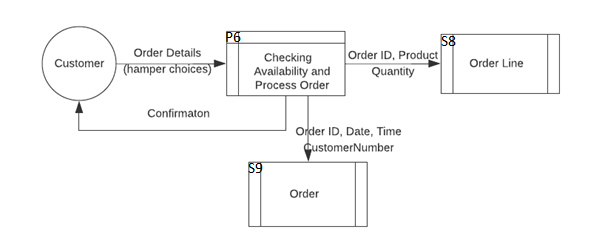 P6
S8
Customer
Order Details
(hamper choices)
Checking
Availability and
Process Order
Order ID, Product
Quantity
Order Line
Confirmaton
Order ID, Date, Time
CustomerNumber
S9
Order